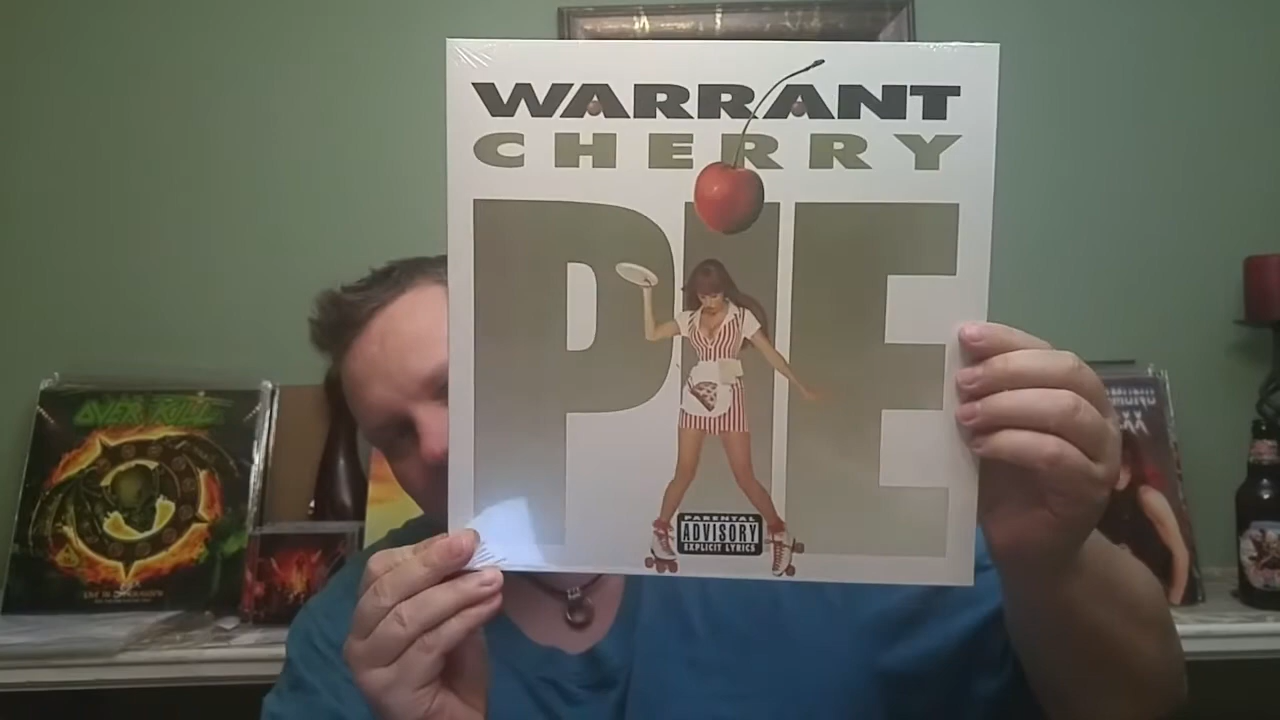 WARRANT
CHERRY
PIE
PARENTAL
ADVISORY
EXPLICIT LYRICS
OVERKILL